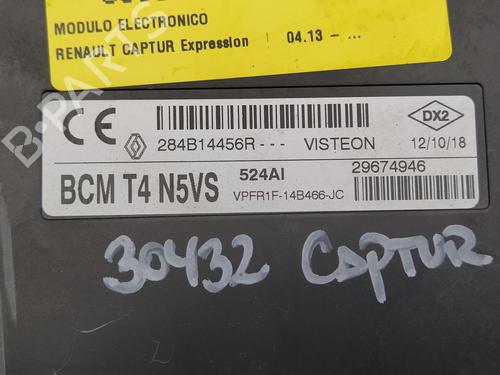 MODULO ELECTRONICO
RENAULT CAPTUR Expression | 04.13 - ...
B-PARTS
CE 284B14456R - - - VISTEON 12/10/18
DX2
BCM T4 N5VS 524AI 29674946
VPFR1F-14B466-JC
30432 CAPTUR